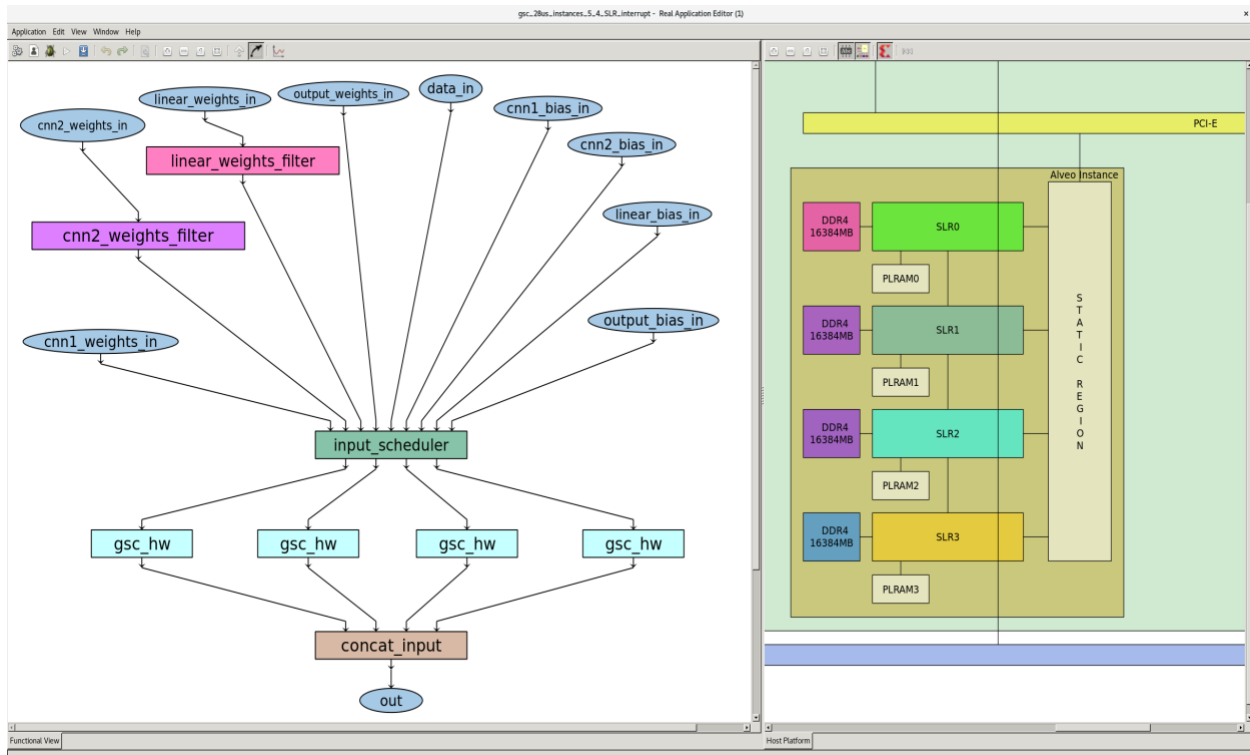 gsc_28us_instances_5_4_SLR_interrupt - Real Application Editor (1)
Application Edit View Window Help
linear_weights_in
output_weights_in
data_in
cnn1_bias_in
cnn2_weights_in
cnn2_bias_in
linear_weights_filter
linear_bias_in
cnn2_weights_filter
output_bias_in
cnn1_weights_in
input_scheduler
gsc_hw
gsc_hw
gsc_hw
gsc_hw
concat_input
out
Functional View
PCI-E
Alveo Instance
DDR4
16384MB
SLR0
PLRAM0
DDR4
16384MB
SLR1
PLRAM1
DDR4
16384MB
SLR2
PLRAM2
DDR4
16384MB
SLR3
PLRAM3
STATIC
REGION
Host Platform